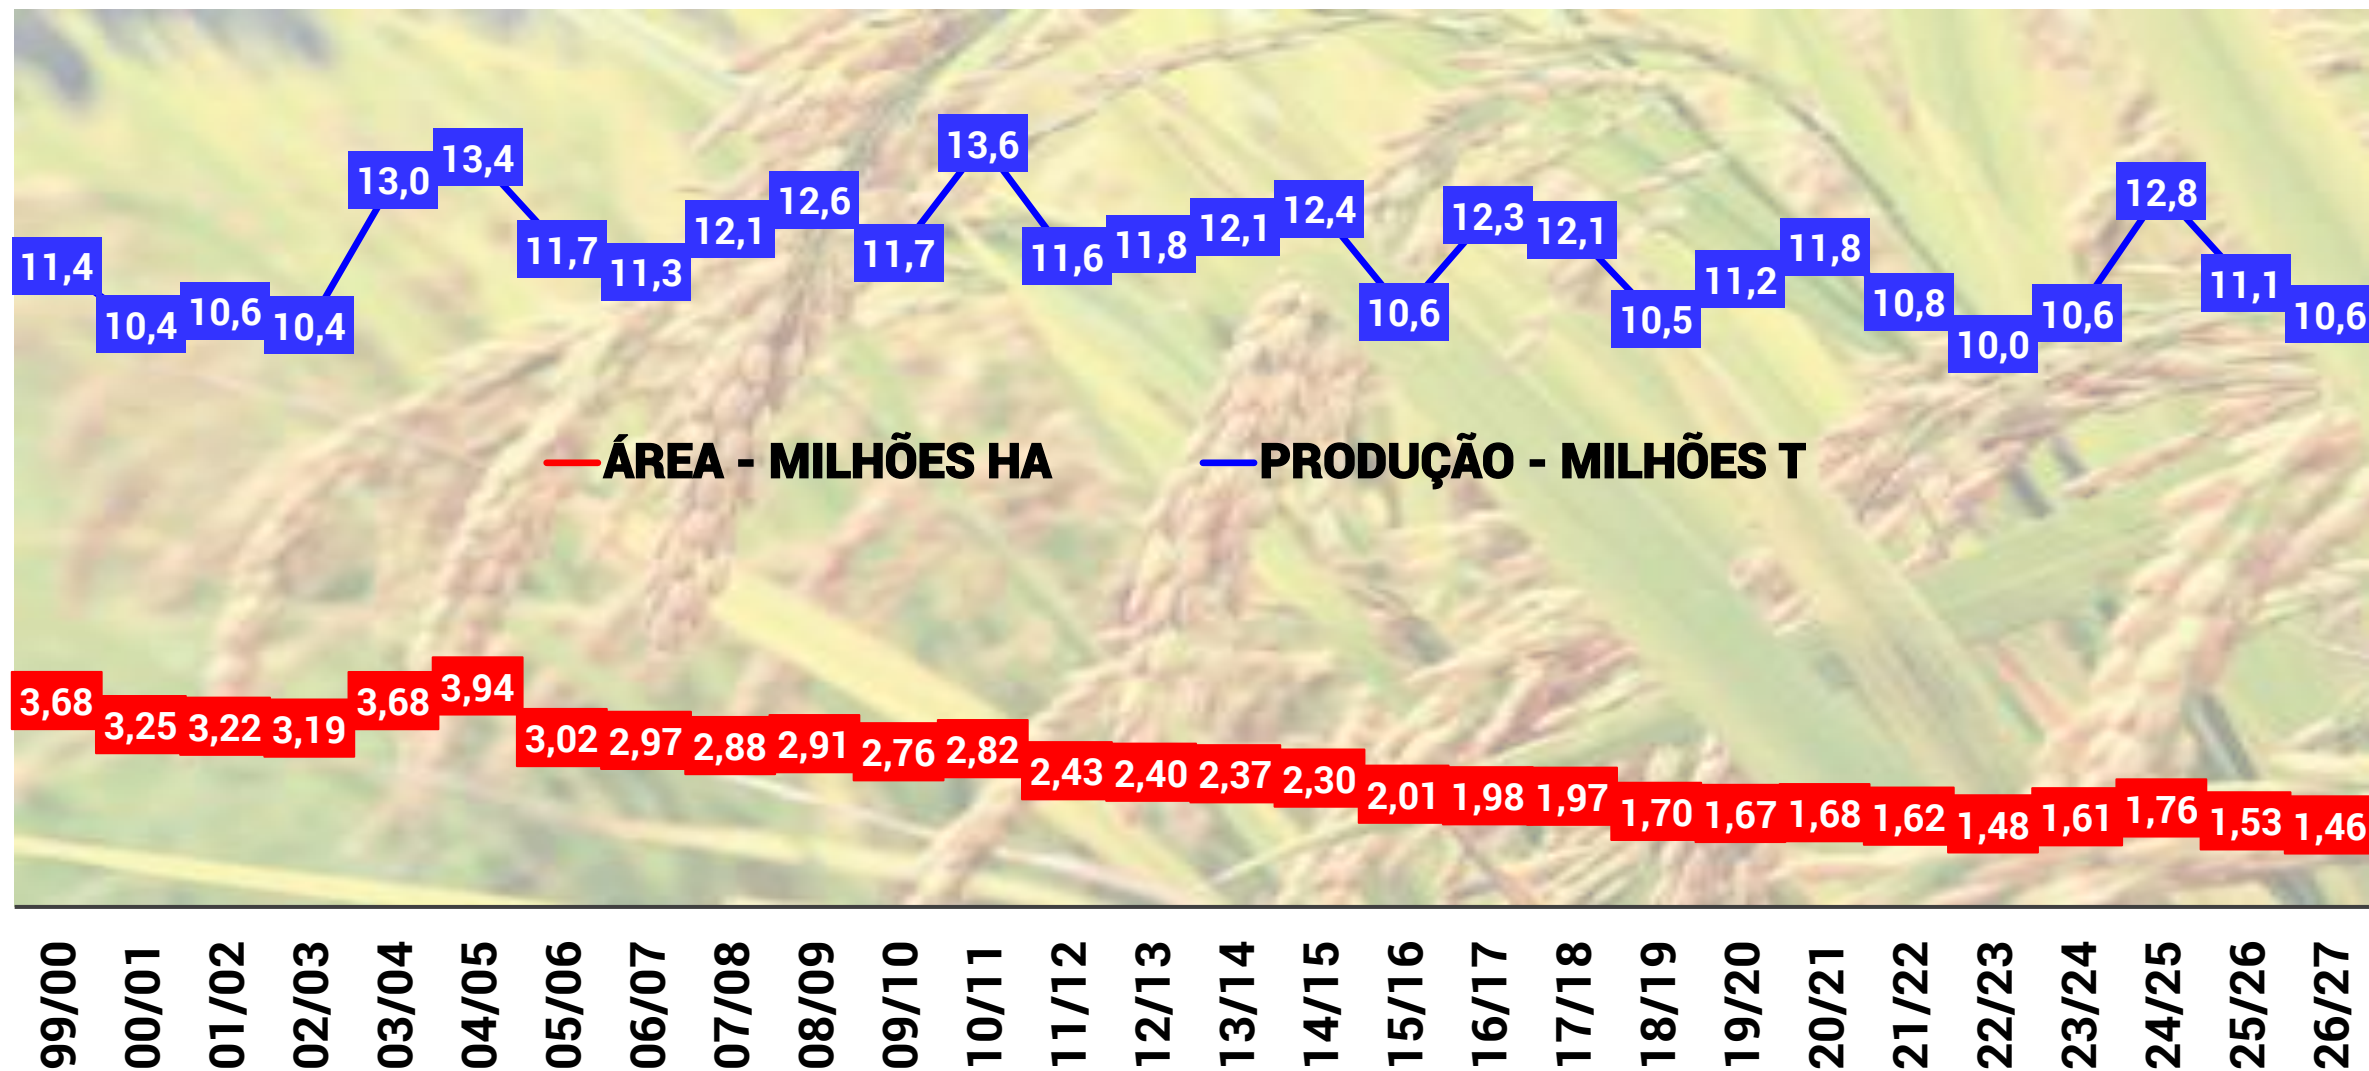 11,4 10,4 10,6 10,4 13,0 13,4 11,7 11,3 12,1 12,6 11,7 13,6 11,6 11,8 12,1 12,4 10,6 12,3 12,1 10,5 11,2 11,8 10,8 10,0 10,6 12,8 11,1 10,6
ÁREA - MILHÕES HA PRODUÇÃO - MILHÕES T
3,68 3,25 3,22 3,19 3,68 3,94 3,02 2,97 2,88 2,91 2,76 2,82 2,43 2,40 2,37 2,30 2,01 1,98 1,97 1,70 1,67 1,68 1,62 1,48 1,61 1,76 1,53 1,46
99/00 00/01 01/02 02/03 03/04 04/05 05/06 06/07 07/08 08/09 09/10 10/11 11/12 12/13 13/14 14/15 15/16 16/17 17/18 18/19 19/20 20/21 21/22 22/23 23/24 24/25 25/26 26/27